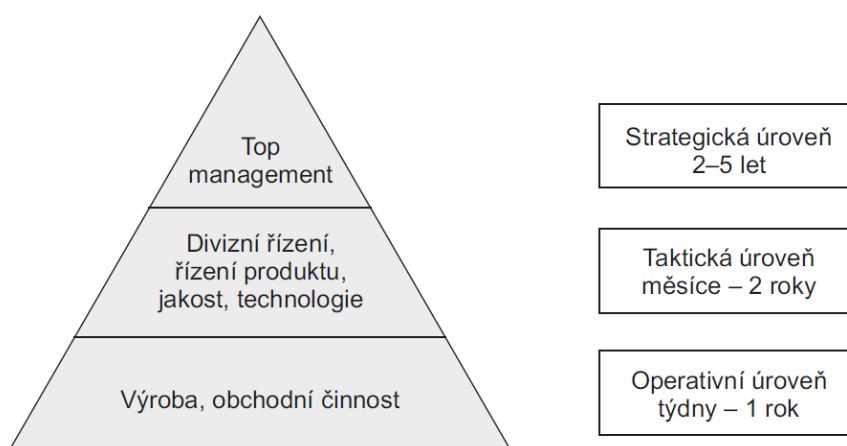 Top
management
Strategická úroveň
2–5 let
Divizní řízení,
řízení produktu,
jakost, technologie
Taktická úroveň
měsíce – 2 roky
Výroba, obchodní činnost
Operativní úroveň
týdny – 1 rok